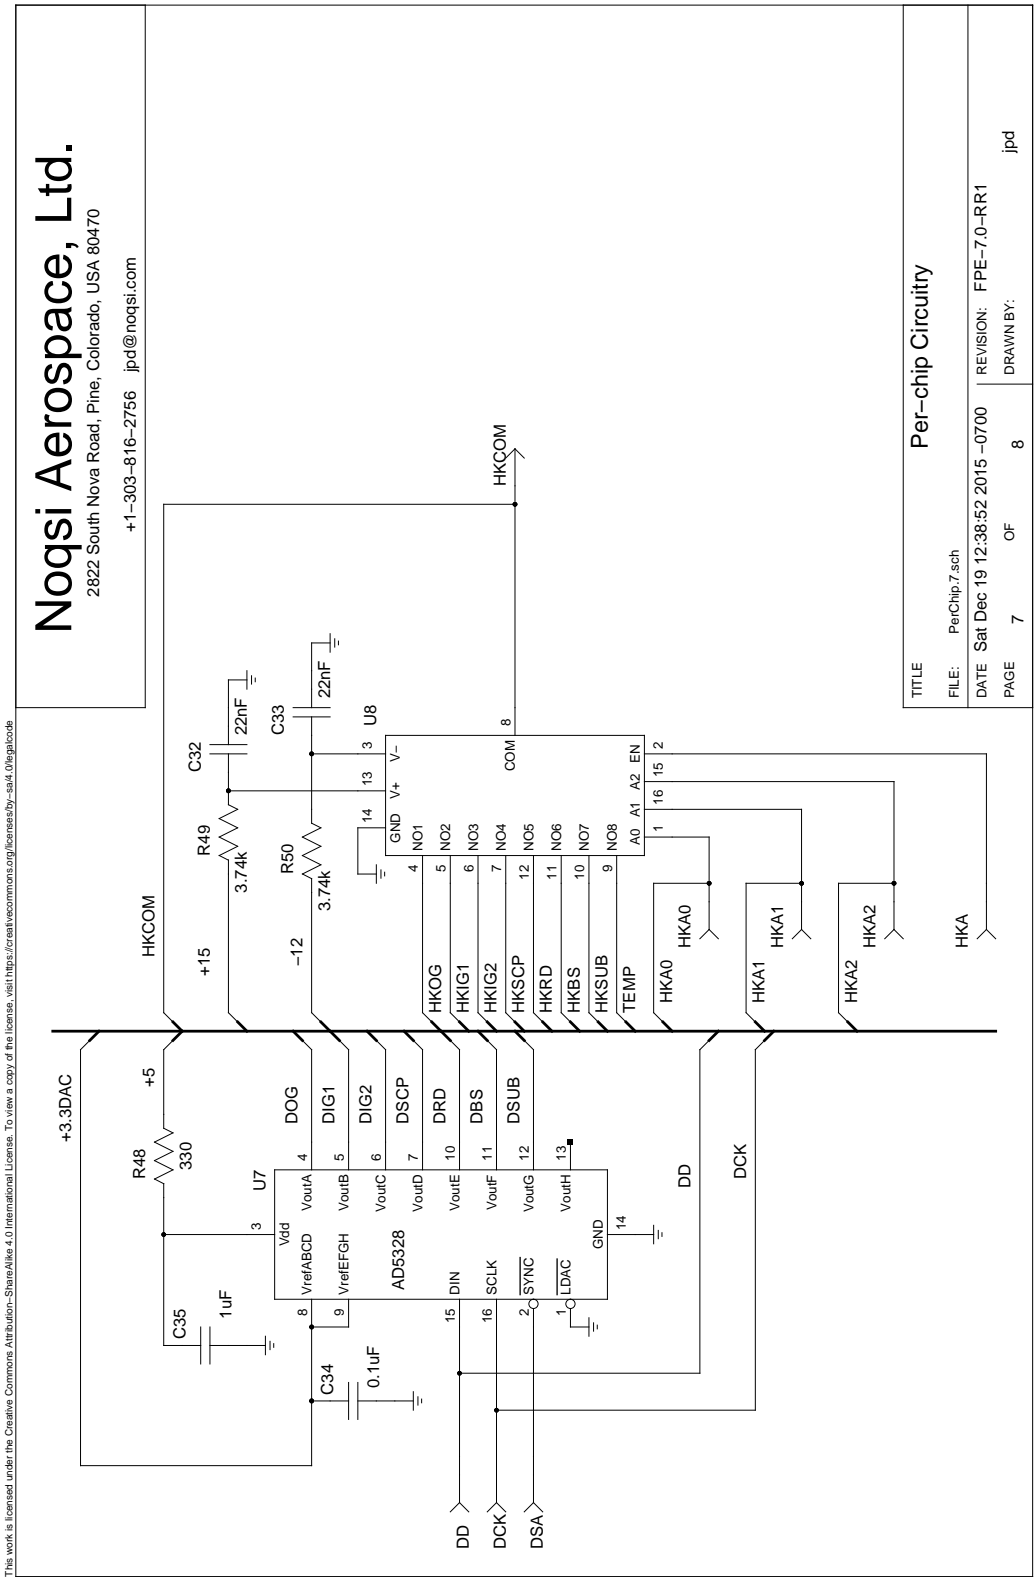 This work is licensed under the Creative Commons Attribution−ShareAlike 4.0 International License. To view a copy of the license, visit https://creativecommons.org/licenses/by−sa/4.0/legalcode
Noqsi Aerospace, Ltd.
2822 South Nova Road, Pine, Colorado, USA 80470
+1−303−816−2756 jpd@noqsi.com
+3.3DAC
+5
R48
330
C35
1uF
C34
0.1uF
U7
AD5328
3
Vdd
8
VrefABCD
9
VrefEFGH
15
DIN
16
SCLK
2
SYNC
1
LDAC
GND
14
VoutA
4
VoutB
5
VoutC
6
VoutD
7
VoutE
10
VoutF
11
VoutG
12
VoutH
13
DOG
DIG1
DIG2
DSCP
DRD
DBS
DSUB
DD
DCK
DD
DCK
DSA
HKCOM
+15
R49
3.74k
C32
22nF
−12
R50
3.74k
C33
22nF
U8
14
GND
13
V+
3
V−
HKOG
4
NO1
HKIG1
5
NO2
HKIG2
6
NO3
HKSCP
7
NO4
HKRD
12
NO5
HKBS
11
NO6
HKSUB
10
NO7
TEMP
9
NO8
COM
8
HKCOM
A0
1
A1
16
A2
15
EN
2
HKA0
HKA0
HKA1
HKA1
HKA2
HKA2
HKA
TITLE
Per−chip Circuitry
FILE: PerChip.7.sch
REVISION: FPE−7.0−RR1
DATE Sat Dec 19 12:38:52 2015 −0700
PAGE 7 OF 8
DRAWN BY: jpd